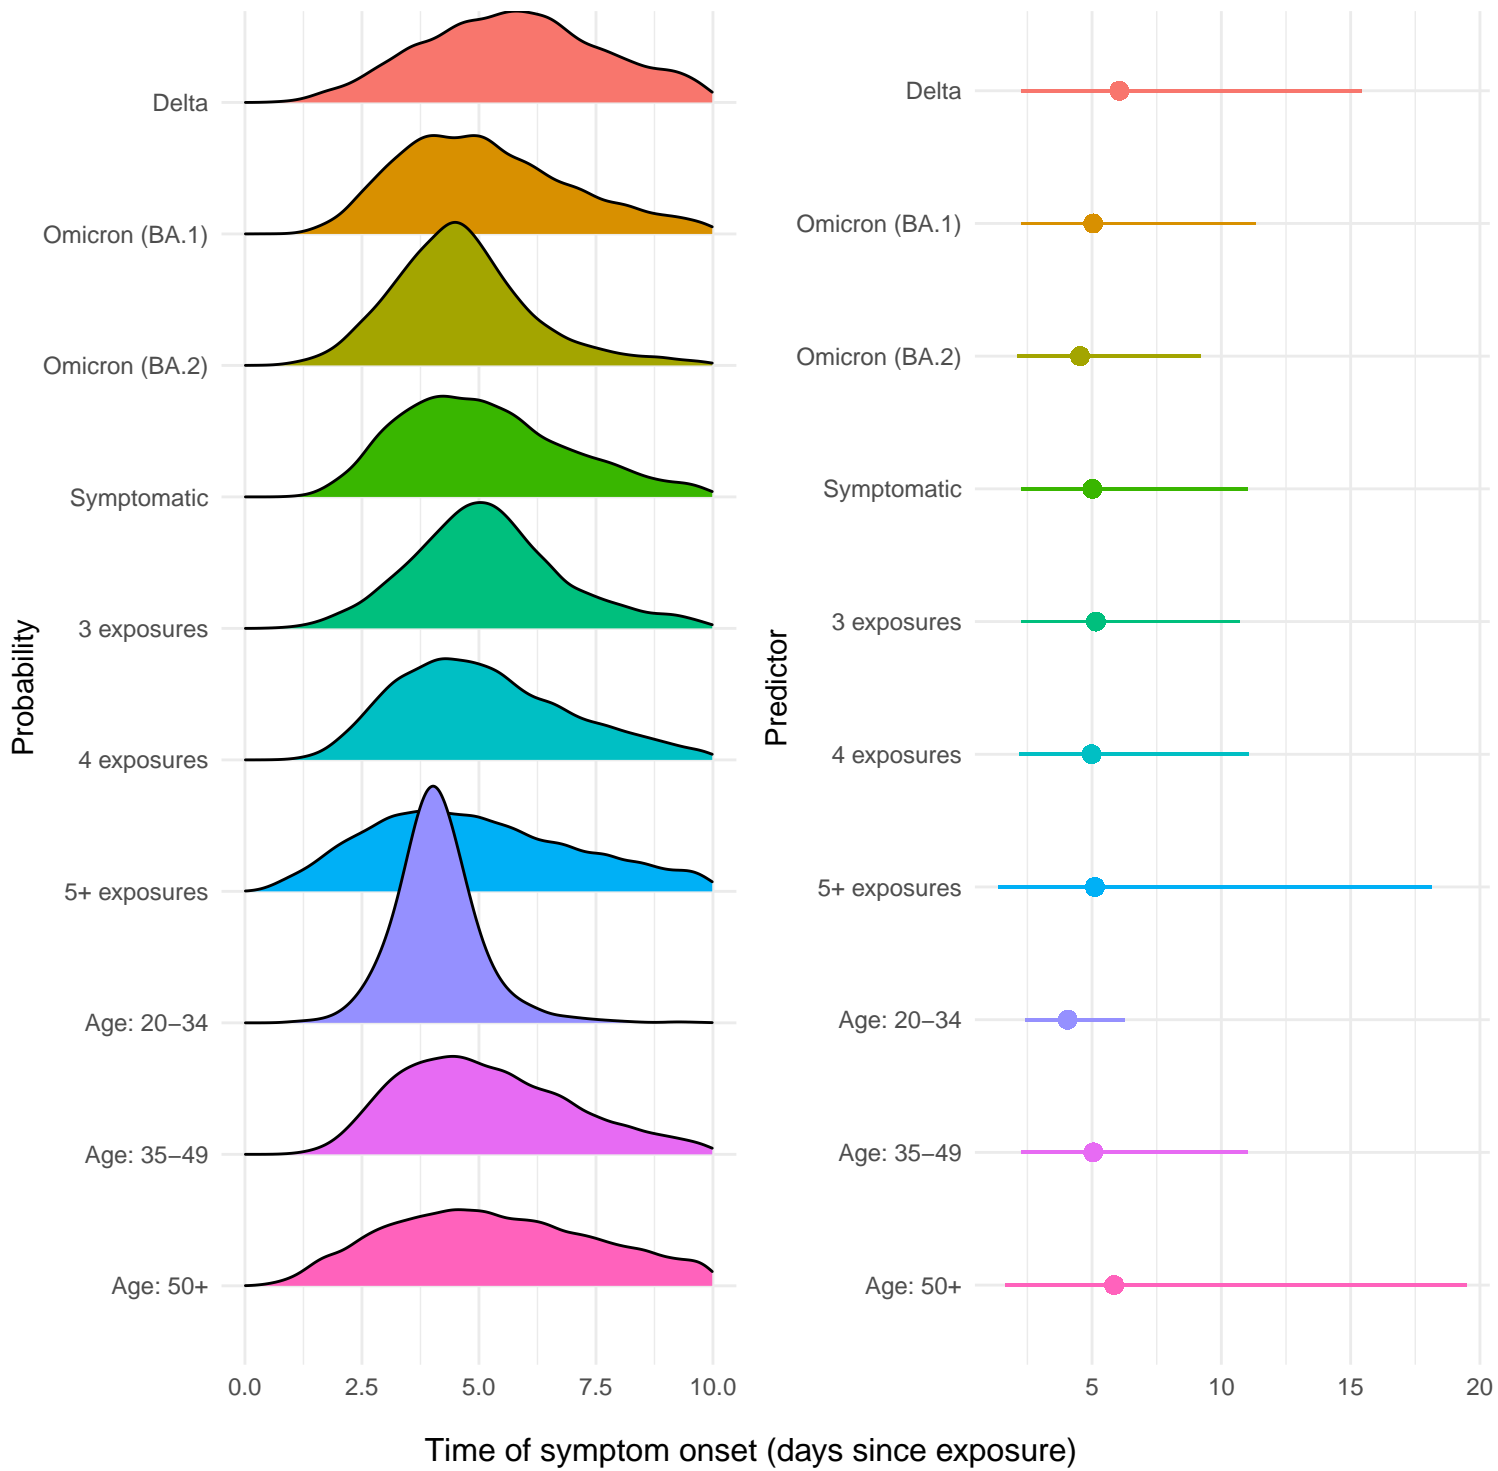 Probability
Delta
Omicron (BA.1)
Omicron (BA.2)
Symptomatic
3 exposures
4 exposures
5+ exposures
Age: 20−34
Age: 35−49
Age: 50+
0.0 2.5 5.0 7.5 10.0
Predictor
Delta
Omicron (BA.1)
Omicron (BA.2)
Symptomatic
3 exposures
4 exposures
5+ exposures
Age: 20−34
Age: 35−49
Age: 50+
5 10 15 20
Time of symptom onset (days since exposure)